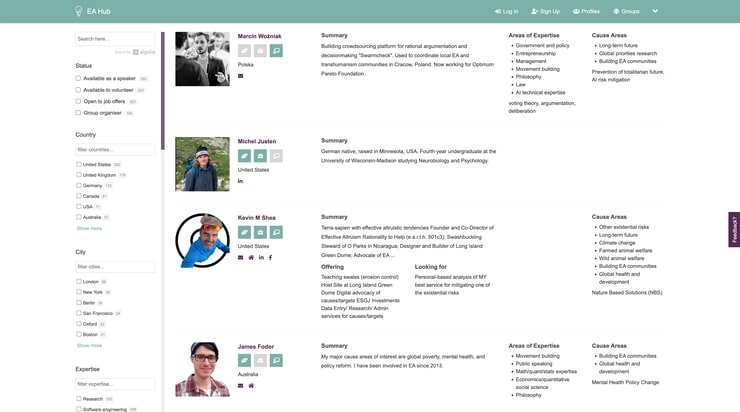 EA Hub
Log In
Sign Up
Profiles
Groups
Search here...
algolia
Status
Available as a speaker
Available to volunteer
Open to job offers
Group organiser
Country
filter countries...
United States
United Kingdom
Germany
Canada
USA
Australia
Show more
City
filter cities...
London
New York
Berlin
San Francisco
Oxford
Boston
Show more
Expertise
filter expertise...
Research
Software engineering
Marcin Woźniak
Polska
Summary
Building crowdsourcing platform for rational argumentation and
decisionmaking "Swarmcheck". Used to coordinate local EA and
transhumanism communities in Cracow, Poland. Now working for Optimum
Pareto Foundation.
Areas of Expertise
Government and policy
Entrepreneurship
Management
Movement building
Philosophy
Law
AI technical expertise
voting theory, argumentation,
deliberation
Cause Areas
Long-term future
Global priorities research
Building EA communities
Prevention of totalitarian future,
AI risk mitigation
Michel Justen
United States
Summary
German native, raised in Minnesota, USA. Fourth year undergraduate at the
University of Wisconsin-Madison studying Neurobiology and Psychology.
Kevin M Shea
United States
Summary
Terra-sapien with effective altruistic tendencies Founder and Co-Director of
Effective Altruism Rationality to Help (e.a.r.t.h. 501c3); Swashbuckling
Steward of O Parks in Nicaragua; Designer and Builder of Long Island
Green Dome; Advocate of EA ...
Offering
Teaching swales (erosion control)
Host Site at Long Island Green
Dome Digital advocacy of
causes/targets ESGJ Investments
Data Entry/ Research/ Admin
services for causes/targets
Looking for
Personal-based analysis of MY
best service for mitigating one of
the existential risks
Cause Areas
Other existential risks
Long-term future
Climate change
Farmed animal welfare
Wild animal welfare
Building EA communities
Global health and
development
Nature Based Solutions (NBS)
James Fodor
Australia
Summary
My major cause areas of interest are global poverty, mental health, and
policy reform. I have been involved in EA since 2013.
Areas of Expertise
Movement building
Public speaking
Math/quant/stats expertise
Economics/quantitative
social science
Philosophy
Cause Areas
Building EA communities
Global health and
development
Mental Health Policy Change
Feedback?